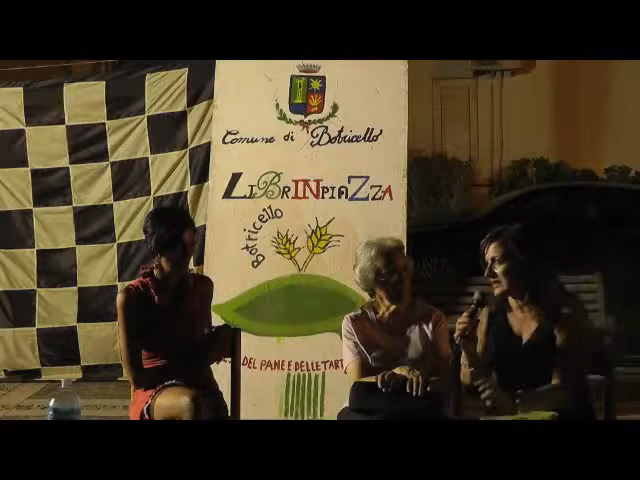 Comune di Botricello
LIBRINPIAZZA
Botricello
DEL PANE E DELLE TART